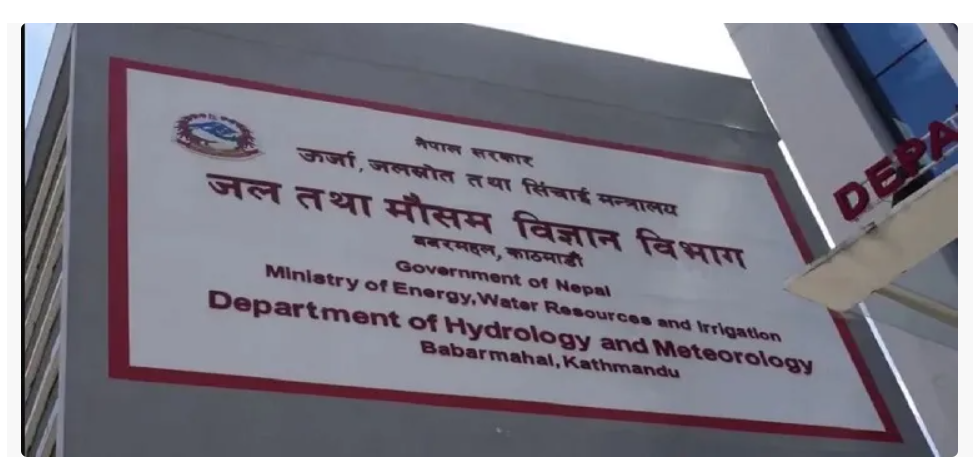 नेपाल सरकार
ऊर्जा, जलस्रोत तथा सिंचाई मन्त्रालय
जल तथा मौसम विज्ञान विभाग
बबरमहल, काठमाडौं
Government of Nepal
Ministry of Energy, Water Resources and Irrigation
Department of Hydrology and Meteorology
Babarmahal, Kathmandu
DEPA